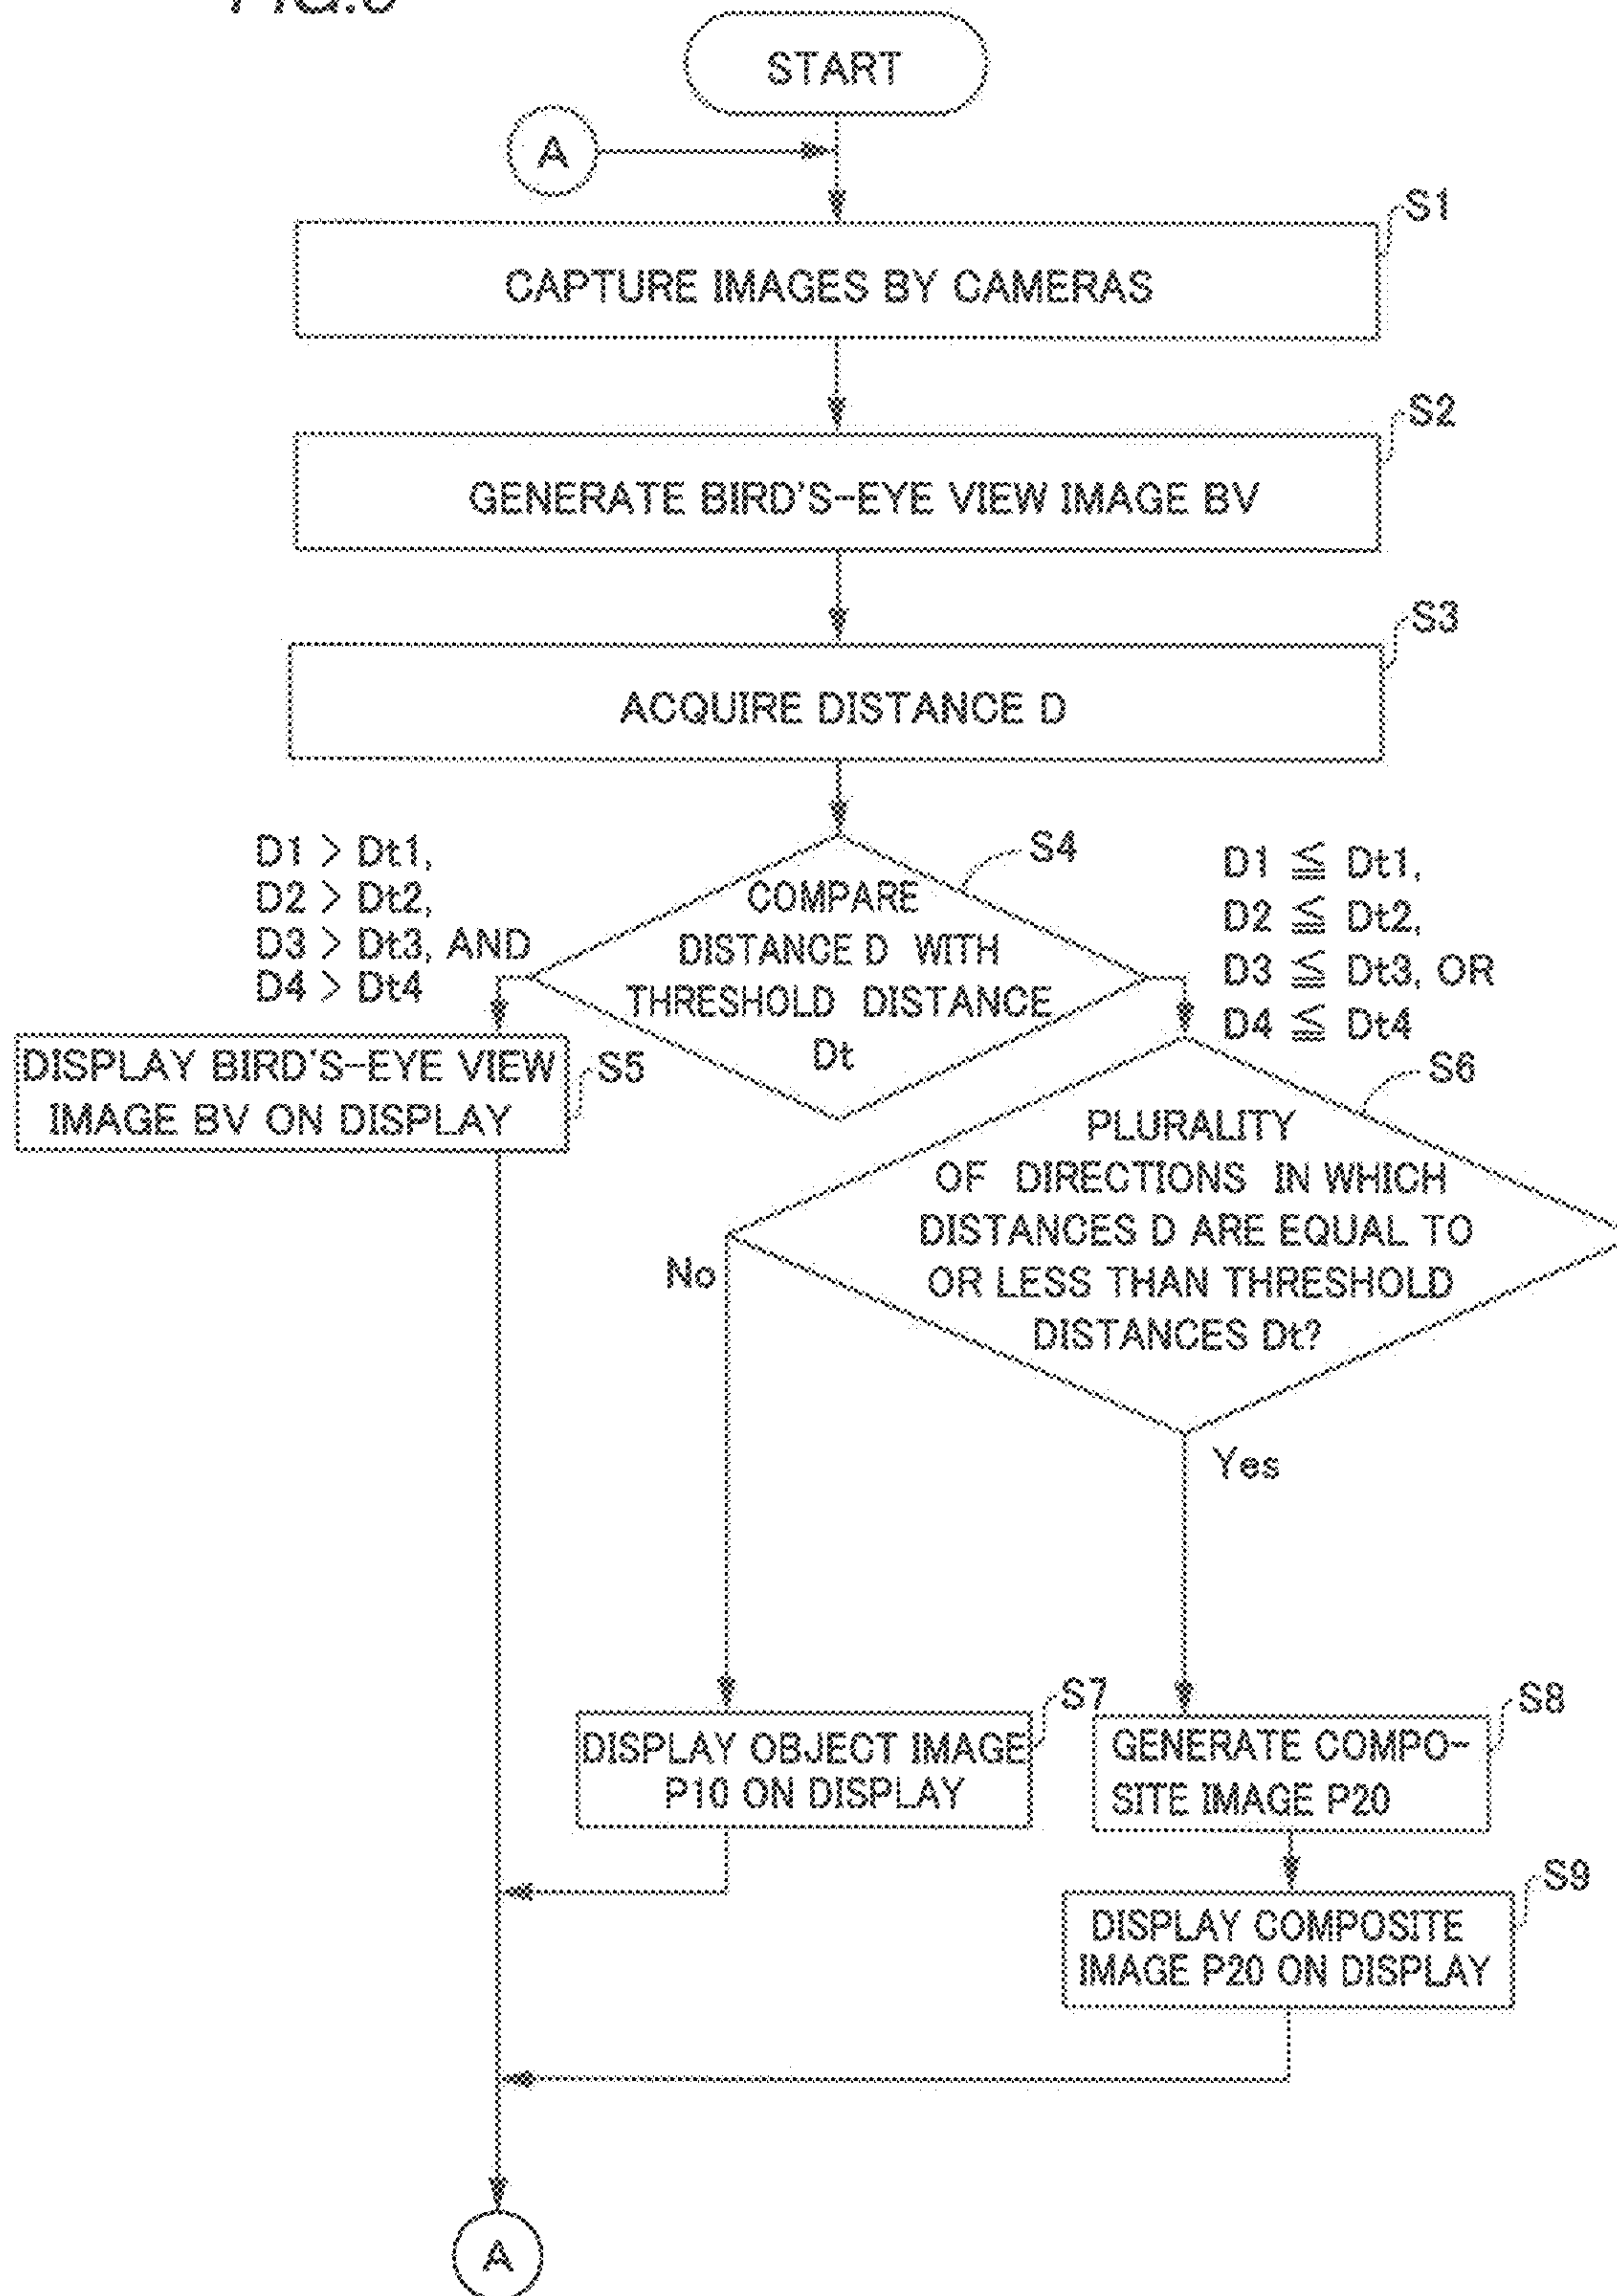 START
A
S1
CAPTURE IMAGES BY CAMERAS
S2
GENERATE BIRD'S-EYE VIEW IMAGE BV
S3
ACQUIRE DISTANCE D
D1 > Dt1,
D2 > Dt2,
D3 > Dt3, AND
D4 > Dt4
S4
COMPARE
DISTANCE D WITH
THRESHOLD DISTANCE
Dt
D1 ≦ Dt1,
D2 ≦ Dt2,
D3 ≦ Dt3, OR
D4 ≦ Dt4
DISPLAY BIRD'S-EYE VIEW
IMAGE BV ON DISPLAY
S5
S6
PLURALITY
OF DIRECTIONS IN WHICH
DISTANCES D ARE EQUAL TO
OR LESS THAN THRESHOLD
DISTANCES Dt?
No
Yes
S7
DISPLAY OBJECT IMAGE
P10 ON DISPLAY
S8
GENERATE COMPO-
SITE IMAGE P20
S9
DISPLAY COMPOSITE
IMAGE P20 ON DISPLAY
A